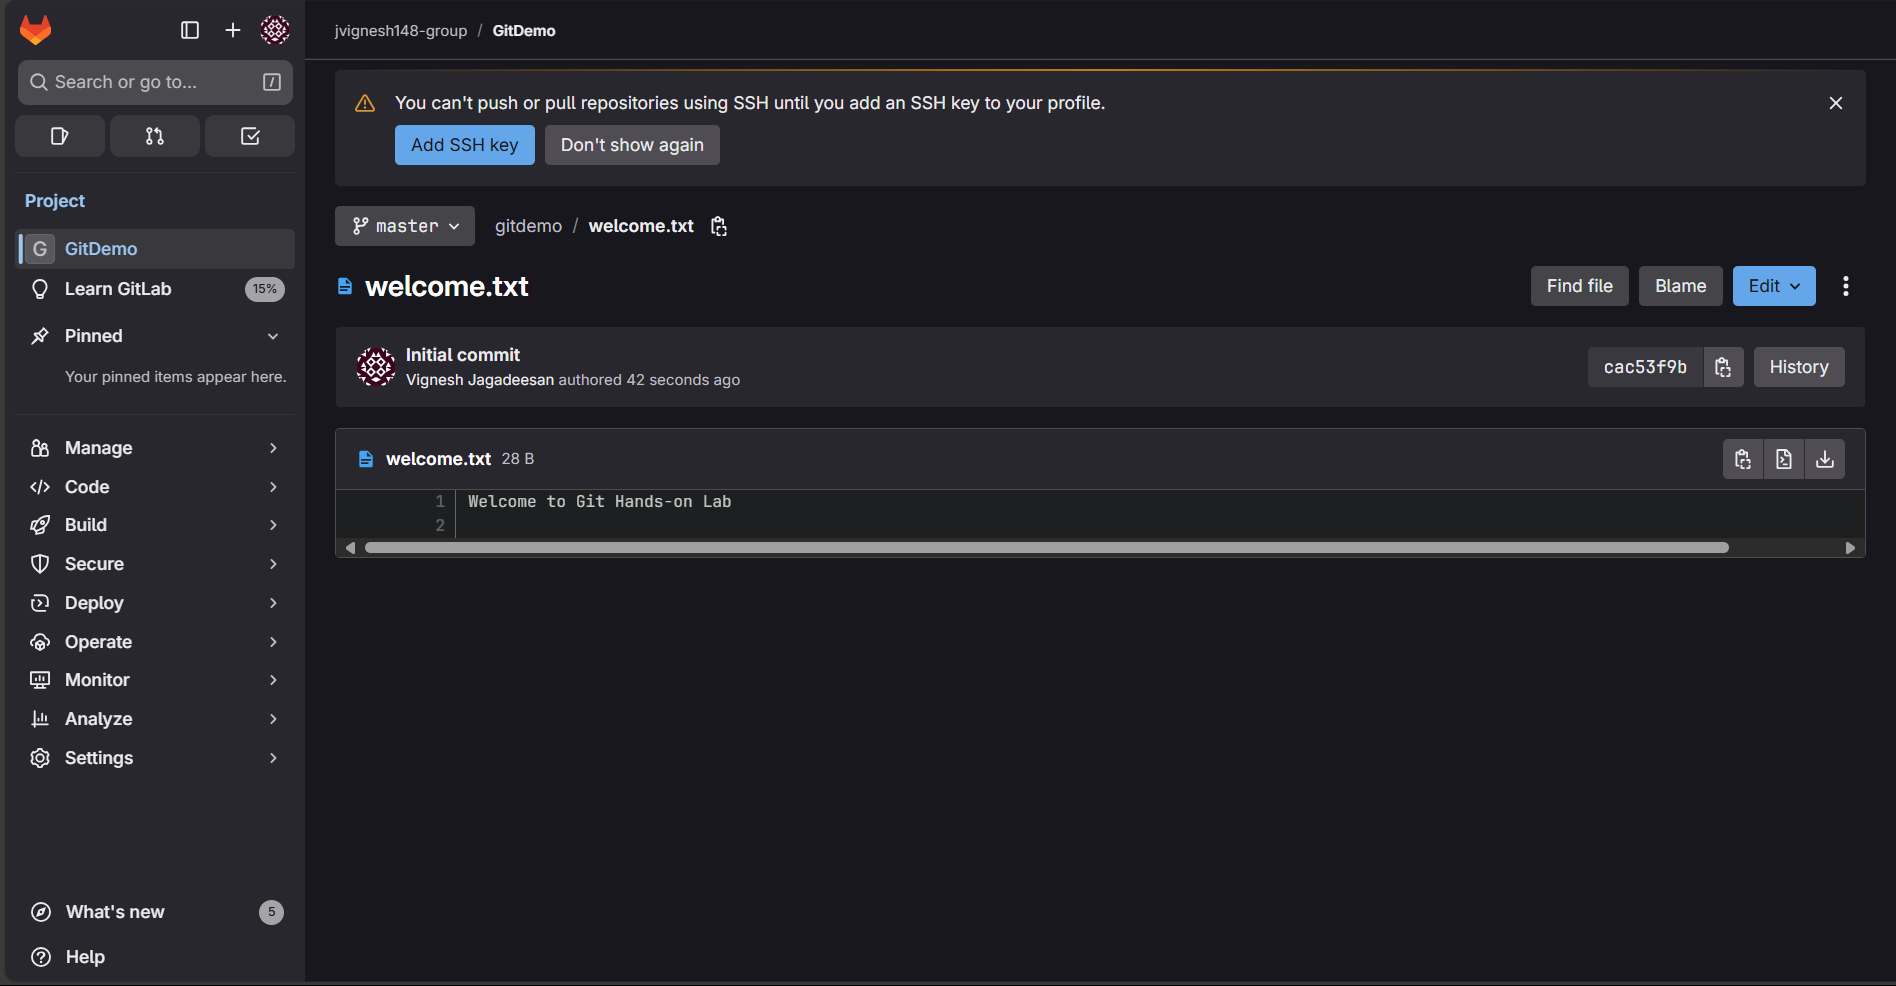 jvignesh148-group / GitDemo
Search or go to...
/
You can't push or pull repositories using SSH until you add an SSH key to your profile.
Add SSH key
Don't show again
Project
G GitDemo
Learn GitLab 15%
Pinned
Your pinned items appear here.
Manage
Code
Build
Secure
Deploy
Operate
Monitor
Analyze
Settings
What's new 5
Help
master
gitdemo / welcome.txt
welcome.txt
Find file
Blame
Edit
Initial commit
Vignesh Jagadeesan authored 42 seconds ago
cac53f9b
History
welcome.txt 28 B
1 Welcome to Git Hands-on Lab
2